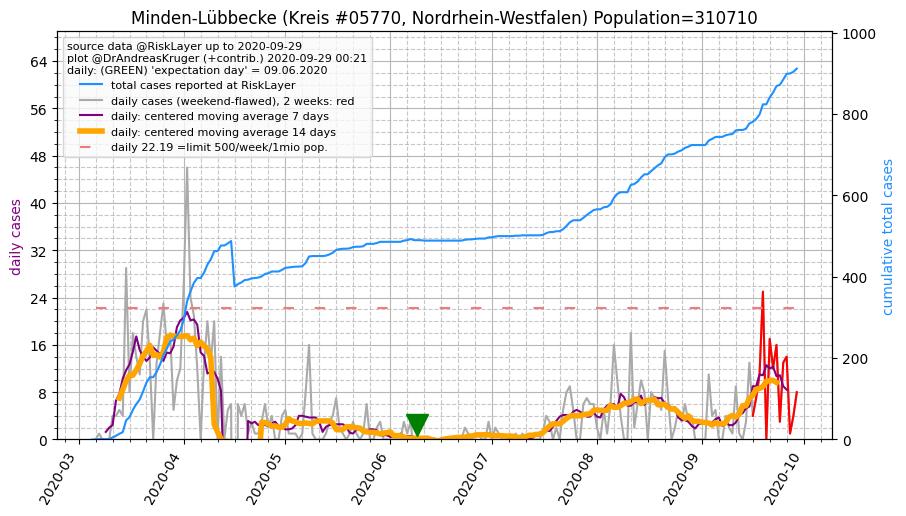 Minden-Lübbecke (Kreis #05770, Nordrhein-Westfalen) Population=310710
source data @RiskLayer up to 2020-09-29
plot @DrAndreasKruger (+contrib.) 2020-09-29 00:21
daily: (GREEN) 'expectation day' = 09.06.2020
total cases reported at RiskLayer
daily cases (weekend-flawed), 2 weeks: red
daily: centered moving average 7 days
daily: centered moving average 14 days
daily 22.19 =limit 500/week/1mio pop.
daily cases
64
56
48
40
32
24
16
8
0
cumulative total cases
1000
800
600
400
200
0
2020-03
2020-04
2020-05
2020-06
2020-07
2020-08
2020-09
2020-10